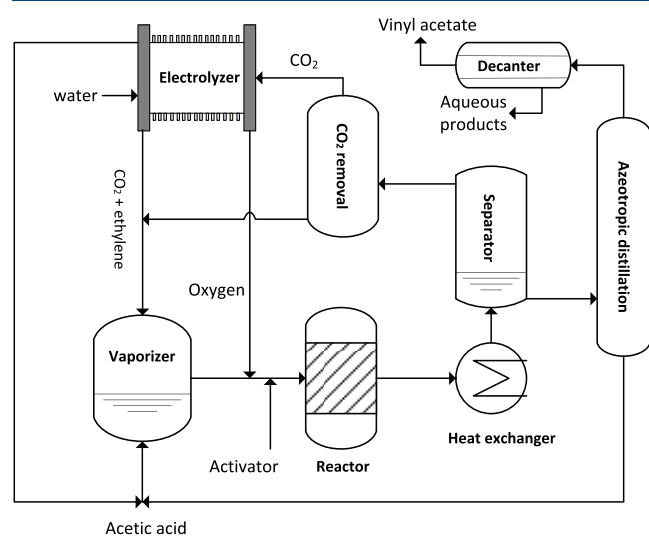 Vinyl acetate
CO₂
Electrolyzer
Decanter
water
Aqueous
products
CO₂ removal
CO₂ + ethylene
Separator
Azeotropic distillation
Oxygen
Vaporizer
Heat exchanger
Activator
Reactor
Acetic acid